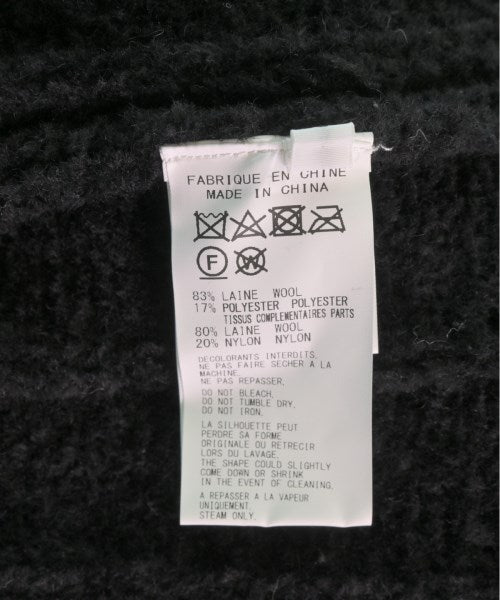 FABRIQUE EN CHINE
MADE IN CHINA
F W
83% LAINE WOOL
17% POLYESTER POLYESTER
TISSUS COMPLEMENTAIRES PARTS
80% LAINE WOOL
20% NYLON NYLON
DECOLORANTS INTERDITS.
NE PAS FAIRE SECHER A LA
MACHINE.
NE PAS REPASSER.
DO NOT BLEACH.
DO NOT TUMBLE DRY.
DO NOT IRON.
LA SILHOUETTE PEUT
PERDRE SA FORME
ORIGINALE OU RETRECIR
LORS DU LAVAGE.
THE SHAPE COULD SLIGHTLY
COME DOWN OR SHRINK
IN THE EVENT OF CLEANING.
A REPASSER A LA VAPEUR
UNIQUEMENT.
STEAM ONLY.